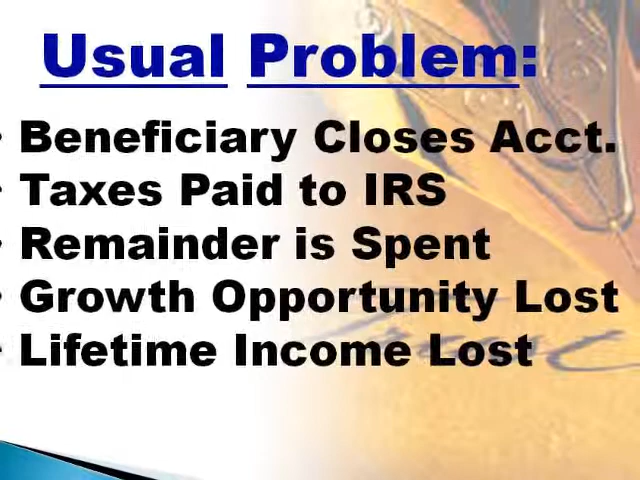 Usual Problem:
• Beneficiary Closes Acct.
• Taxes Paid to IRS
• Remainder is Spent
• Growth Opportunity Lost
• Lifetime Income Lost